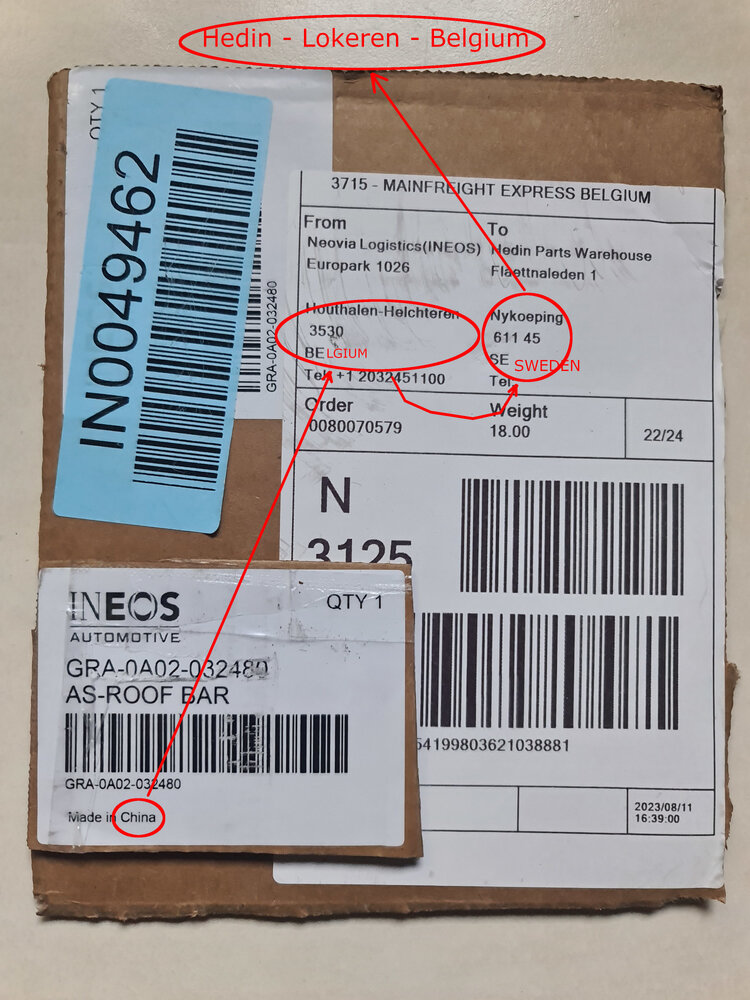 Hedin - Lokeren - Belgium
QTY 1
IN0049462
GRA-0A02-032480
3715 - MAINFREIGHT EXPRESS BELGIUM
From
Neovia Logistics(INEOS)
Europark 1026
Houthalen-Helchteren
3530
BELGIUM
Tel: +1 2032451100
To
Hedin Parts Warehouse
Flaettnaleden 1
Nykoeping
611 45
SE SWEDEN
Tel:
Order
0080070579
Weight
18.00
22/24
N
3125
54199803621038881
2023/08/11
16:39:00
INEOS
AUTOMOTIVE
QTY 1
GRA-0A02-032480
AS-ROOF BAR
GRA-0A02-032480
Made in China